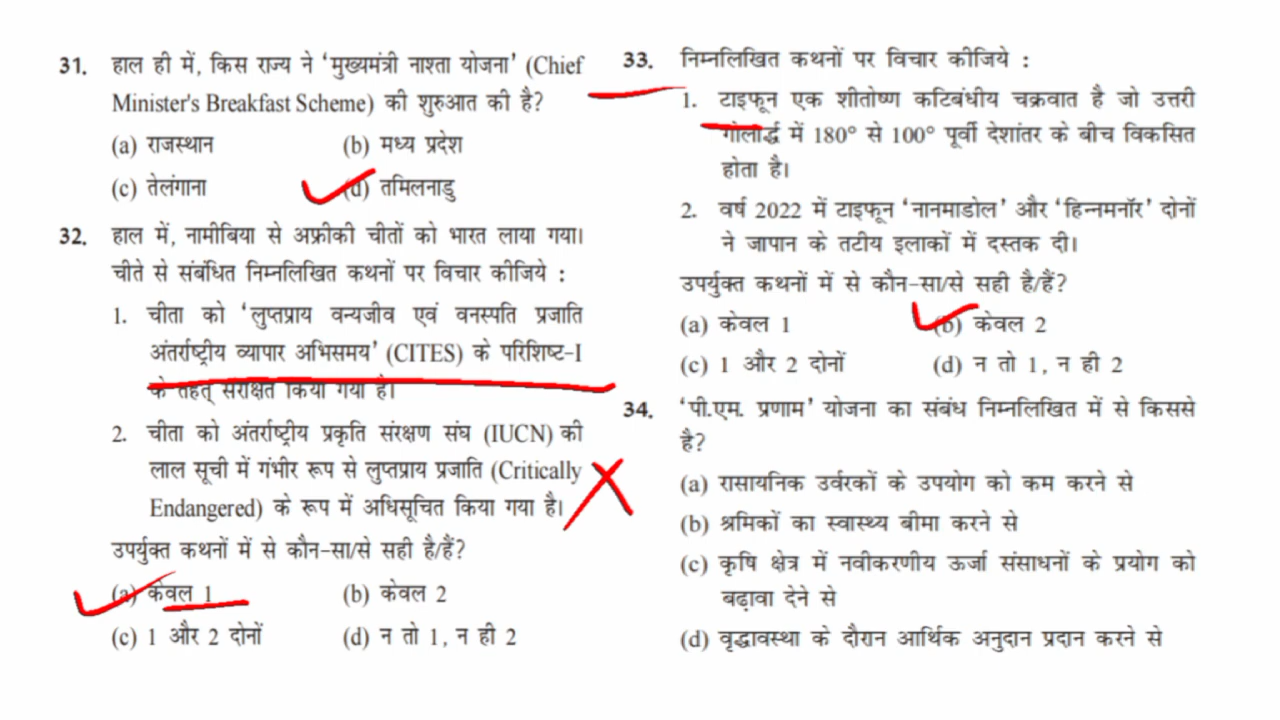 31. हाल ही में, किस राज्य ने ‘मुख्यमंत्री नाश्ता योजना’ (Chief
Minister's Breakfast Scheme) की शुरुआत की है?
(a) राजस्थान (b) मध्य प्रदेश
(c) तेलंगाना (d) तमिलनाडु
32. हाल में, नामीबिया से अफ्रीकी चीतों को भारत लाया गया।
चीते से संबंधित निम्नलिखित कथनों पर विचार कीजिये :
1. चीता को ‘लुप्तप्राय वन्यजीव एवं वनस्पति प्रजाति
अंतर्राष्ट्रीय व्यापार अभिसमय’ (CITES) के परिशिष्ट-I
के तहत् संरक्षित किया गया है।
2. चीता को अंतर्राष्ट्रीय प्रकृति संरक्षण संघ (IUCN) की
लाल सूची में गंभीर रूप से लुप्तप्राय प्रजाति (Critically
Endangered) के रूप में अधिसूचित किया गया है।
उपर्युक्त कथनों में से कौन-सा/से सही है/हैं?
(a) केवल 1 (b) केवल 2
(c) 1 और 2 दोनों (d) न तो 1, न ही 2
33. निम्नलिखित कथनों पर विचार कीजिये :
1. टाइफून एक शीतोष्ण कटिबंधीय चक्रवात है जो उत्तरी
गोलार्द्ध में 180° से 100° पूर्वी देशांतर के बीच विकसित
होता है।
2. वर्ष 2022 में टाइफून ‘नानमाडोल’ और ‘हिन्नमनॉर’ दोनों
ने जापान के तटीय इलाकों में दस्तक दी।
उपर्युक्त कथनों में से कौन-सा/से सही है/हैं?
(a) केवल 1 (b) केवल 2
(c) 1 और 2 दोनों (d) न तो 1, न ही 2
34. ‘पी.एम. प्रणाम’ योजना का संबंध निम्नलिखित में से किससे
है?
(a) रासायनिक उर्वरकों के उपयोग को कम करने से
(b) श्रमिकों का स्वास्थ्य बीमा करने से
(c) कृषि क्षेत्र में नवीकरणीय ऊर्जा संसाधनों के प्रयोग को
बढ़ावा देने से
(d) वृद्धावस्था के दौरान आर्थिक अनुदान प्रदान करने से